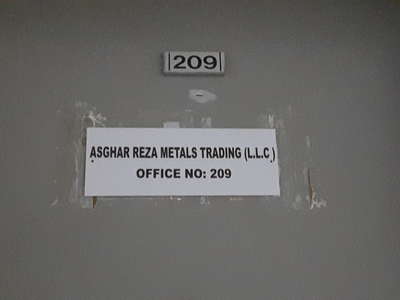 209
ASGHAR REZA METALS TRADING (L.L.C)
OFFICE NO: 209